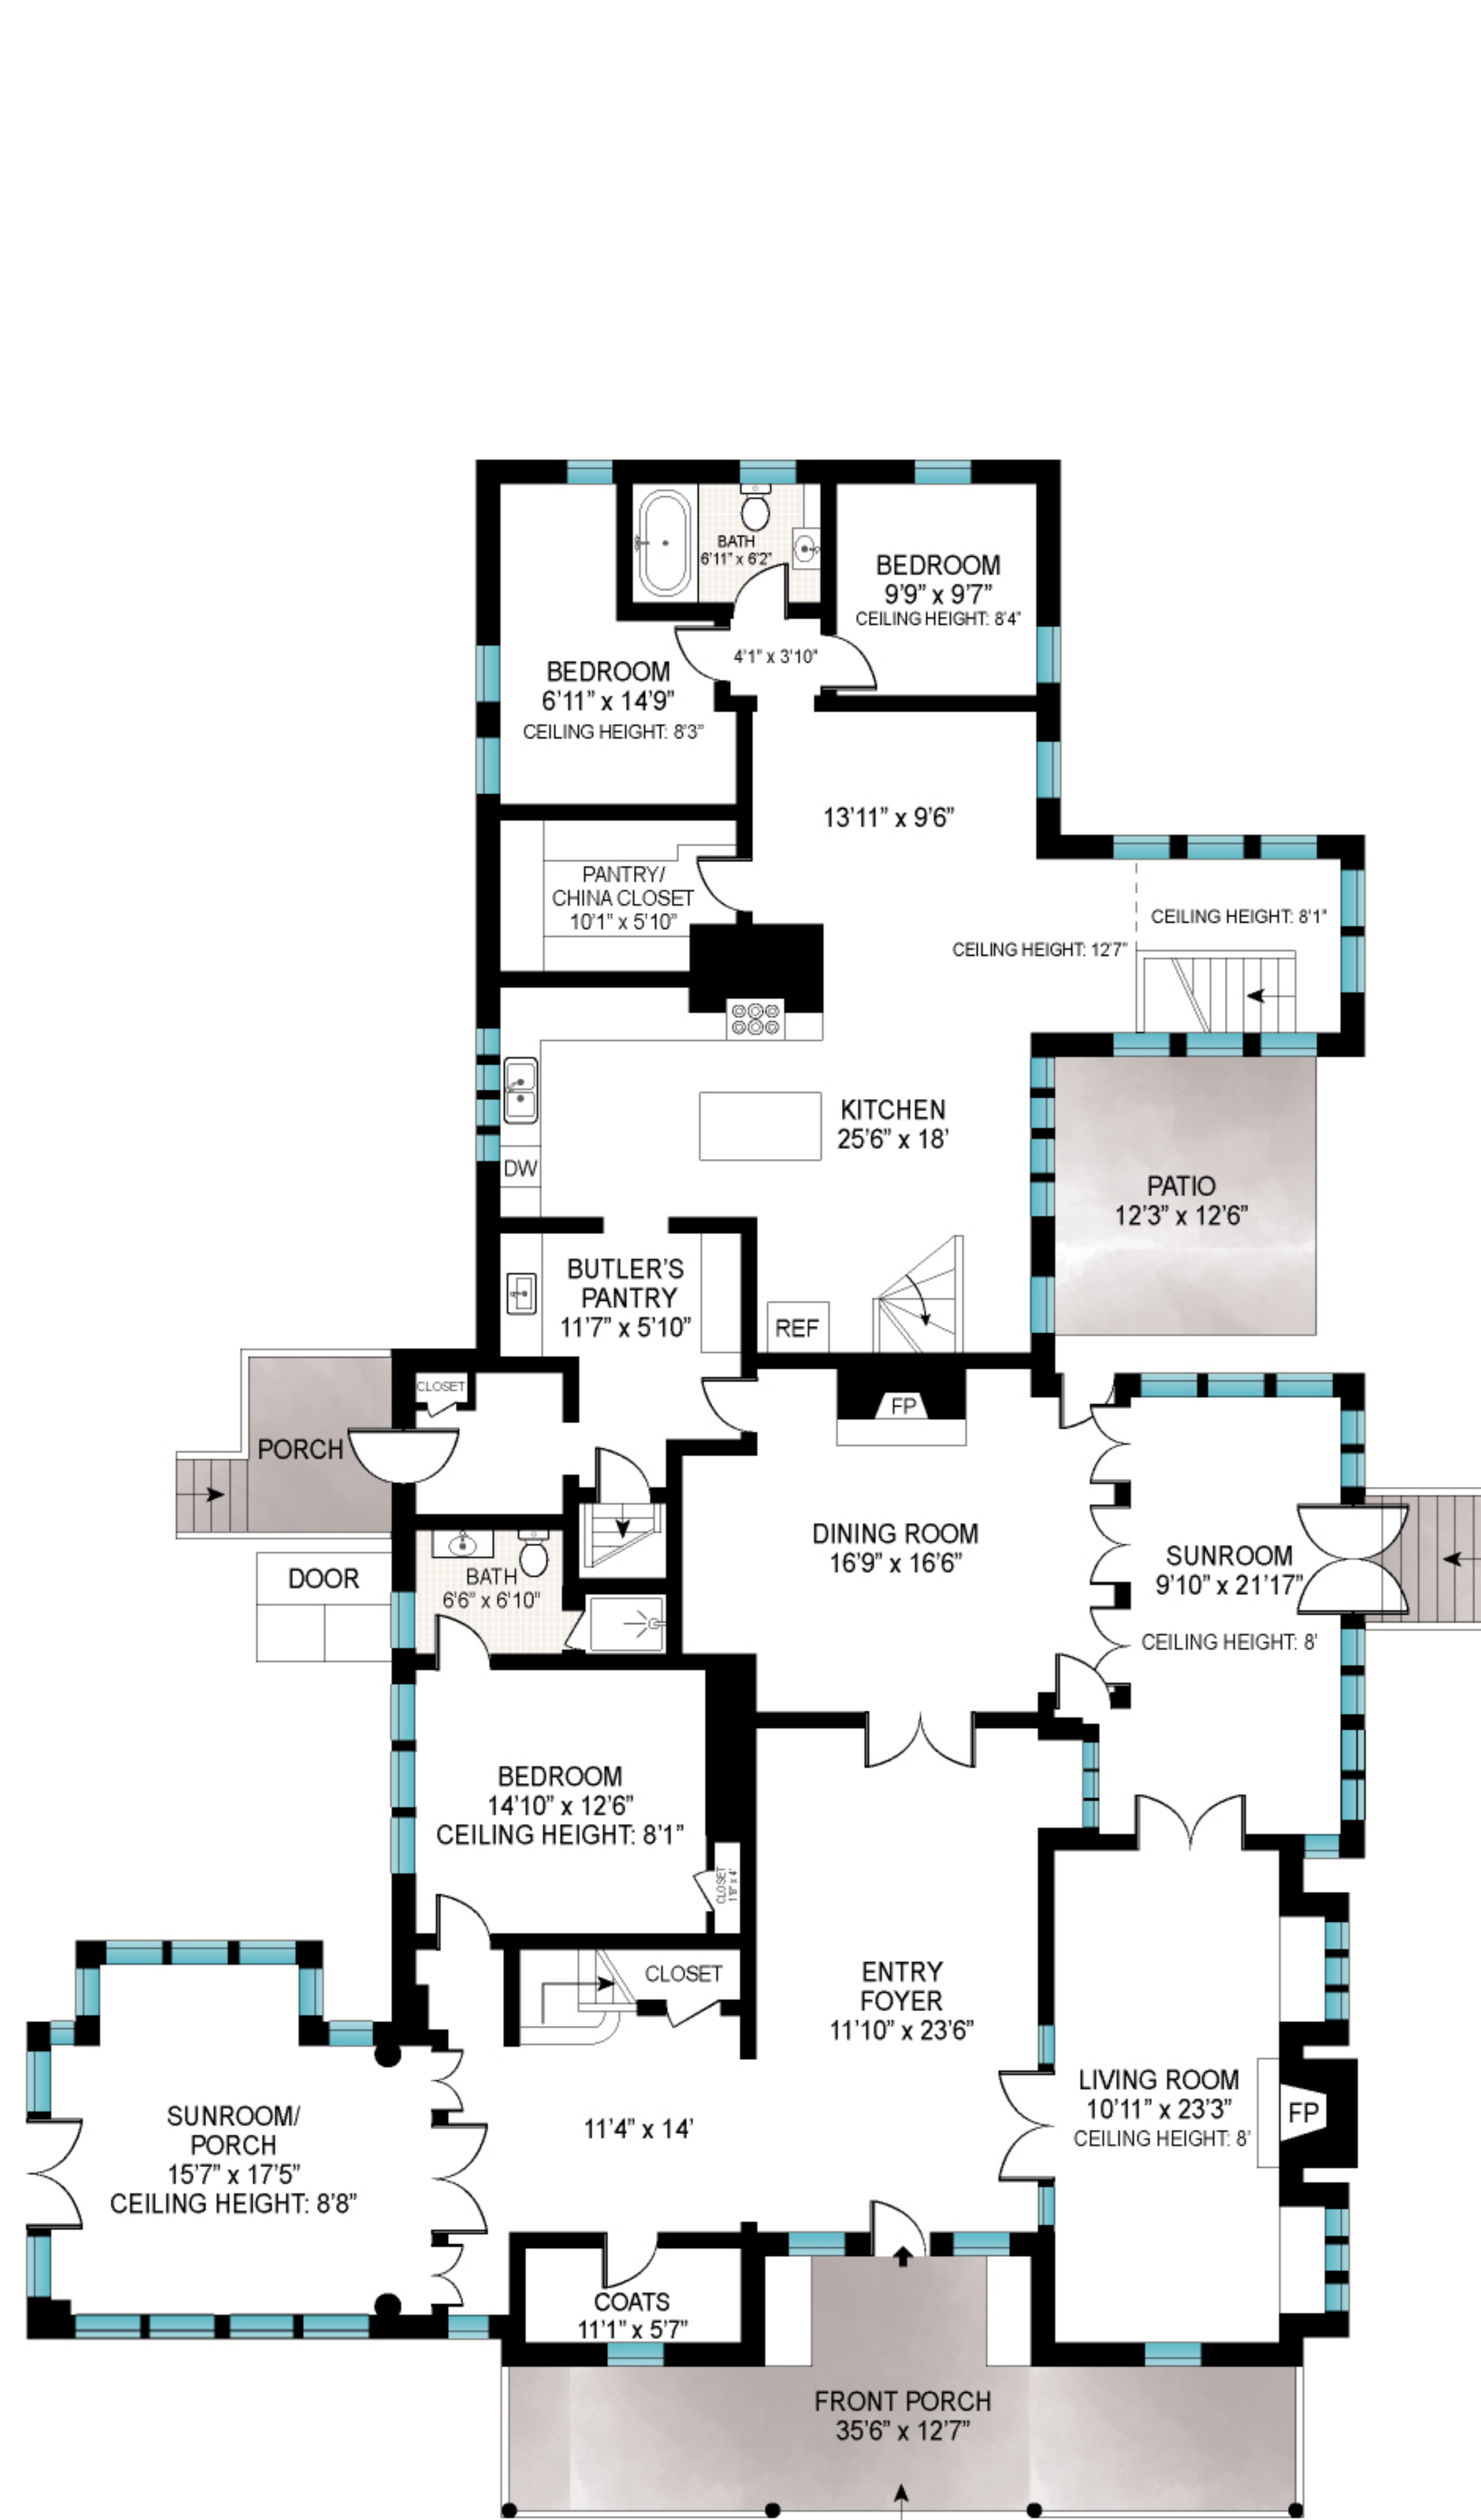 BATH
6'11" x 6'2"
BEDROOM
9'9" x 9'7"
CEILING HEIGHT: 8'4"
4'1" x 3'10"
BEDROOM
6'11" x 14'9"
CEILING HEIGHT: 8'3"
13'11" x 9'6"
PANTRY/
CHINA CLOSET
10'1" x 5'10"
CEILING HEIGHT: 8'1"
CEILING HEIGHT: 12'7"
KITCHEN
25'6" x 18'
DW
PATIO
12'3" x 12'6"
BUTLER'S
PANTRY
11'7" x 5'10"
REF
CLOSET
FP
PORCH
DINING ROOM
16'9" x 16'6"
SUNROOM
9'10" x 21'17"
CEILING HEIGHT: 8'
DOOR
BATH
6'6" x 6'10"
BEDROOM
14'10" x 12'6"
CEILING HEIGHT: 8'1"
CLOSET
1'8" x 4'
CLOSET
ENTRY
FOYER
11'10" x 23'6"
LIVING ROOM
10'11" x 23'3"
CEILING HEIGHT: 8'
FP
SUNROOM/
PORCH
15'7" x 17'5"
CEILING HEIGHT: 8'8"
11'4" x 14'
COATS
11'1" x 5'7"
FRONT PORCH
35'6" x 12'7"